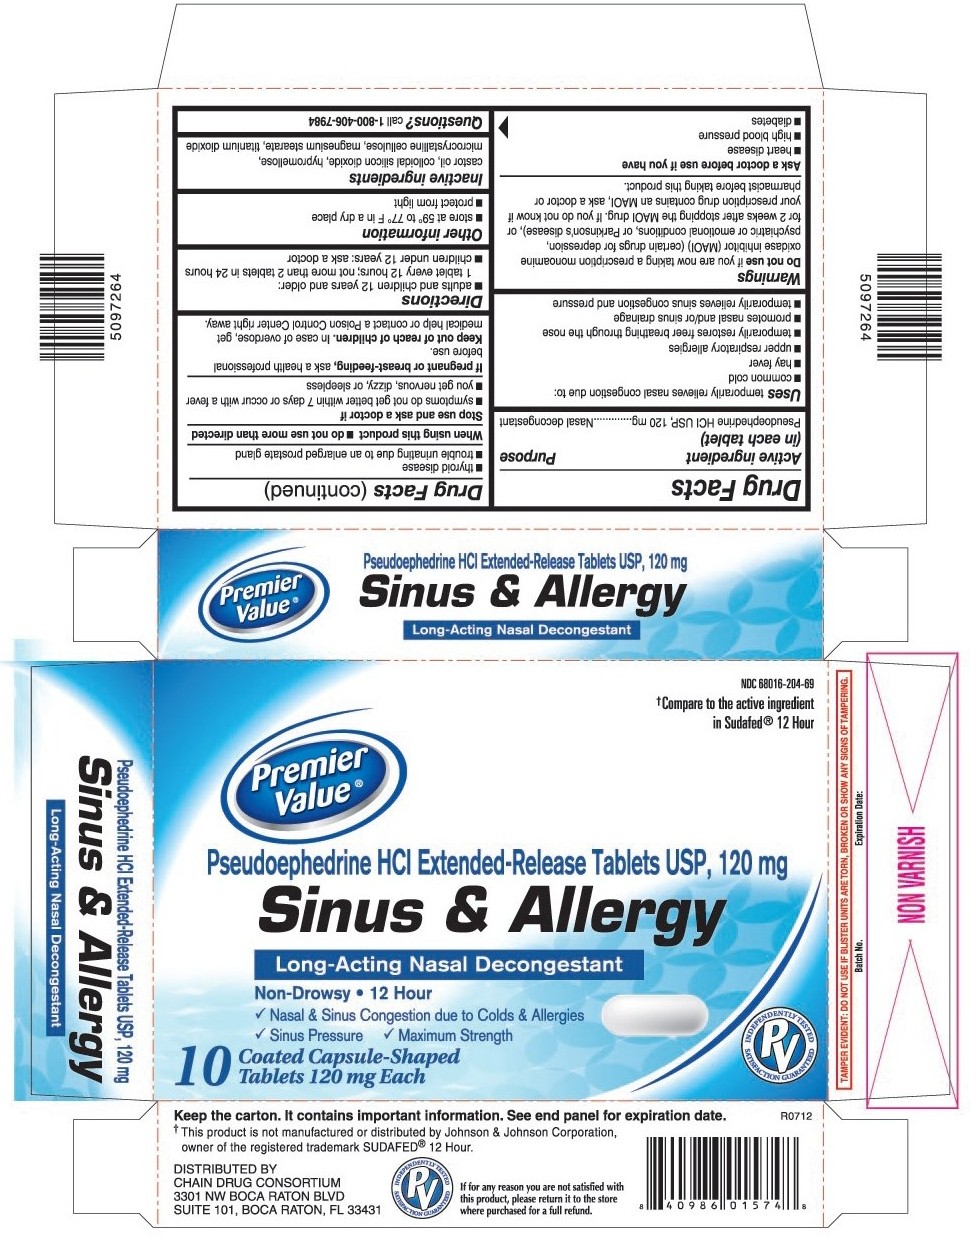 Drug Facts
Active ingredient Purpose
(in each tablet)
Pseudoephedrine HCl USP, 120 mg.............Nasal decongestant
Uses temporarily relieves nasal congestion due to:
■ common cold
■ hay fever
■ upper respiratory allergies
■ temporarily restores freer breathing through the nose
■ promotes nasal and/or sinus drainage
■ temporarily relieves sinus congestion and pressure
Warnings
Do not use if you are now taking a prescription monoamine
oxidase inhibitor (MAOI) (certain drugs for depression,
psychiatric or emotional conditions, or Parkinson's disease), or
for 2 weeks after stopping the MAOI drug. If you do not know if
your prescription drug contains an MAOI, ask a doctor or
pharmacist before taking this product.
Ask a doctor before use if you have
■ heart disease
■ high blood pressure
■ diabetes
Drug Facts (continued)
■ thyroid disease
■ trouble urinating due to an enlarged prostate gland
When using this product ■ do not use more than directed
Stop use and ask a doctor if
■ symptoms do not get better within 7 days or occur with a fever
■ you get nervous, dizzy, or sleepless
If pregnant or breast-feeding, ask a health professional
before use.
Keep out of reach of children. In case of overdose, get
medical help or contact a Poison Control Center right away.
Directions
■ adults and children 12 years and older:
1 tablet every 12 hours; not more than 2 tablets in 24 hours
■ children under 12 years: ask a doctor
Other information
■ store at 59° to 77° F in a dry place
■ protect from light
Inactive ingredients
castor oil, colloidal silicon dioxide, hypromellose,
microcrystalline cellulose, magnesium stearate, titanium dioxide
Questions? call 1-800-406-7984
5097264
5097264
Premier
Value®
Pseudoephedrine HCl Extended-Release Tablets USP, 120 mg
Sinus & Allergy
Long-Acting Nasal Decongestant
Pseudoephedrine HCl Extended-Release Tablets USP, 120 mg
Sinus & Allergy
Long-Acting Nasal Decongestant
NDC 68016-204-69
†Compare to the active ingredient
in Sudafed® 12 Hour
Premier
Value®
Pseudoephedrine HCl Extended-Release Tablets USP, 120 mg
Sinus & Allergy
Long-Acting Nasal Decongestant
Non-Drowsy • 12 Hour
✓ Nasal & Sinus Congestion due to Colds & Allergies
✓ Sinus Pressure ✓ Maximum Strength
10 Coated Capsule-Shaped
Tablets 120 mg Each
INDEPENDENTLY TESTED
PV
SATISFACTION GUARANTEED
TAMPER EVIDENT: DO NOT USE IF BLISTER UNITS ARE TORN, BROKEN OR SHOW ANY SIGNS OF TAMPERING.
Batch No. Expiration Date:
NON VARNISH
Keep the carton. It contains important information. See end panel for expiration date. R0712
† This product is not manufactured or distributed by Johnson & Johnson Corporation,
owner of the registered trademark SUDAFED® 12 Hour.
DISTRIBUTED BY
CHAIN DRUG CONSORTIUM
3301 NW BOCA RATON BLVD
SUITE 101, BOCA RATON, FL 33431
INDEPENDENTLY TESTED
PV
SATISFACTION GUARANTEED
If for any reason you are not satisfied with
this product, please return it to the store
where purchased for a full refund.
8 40986 01574 8